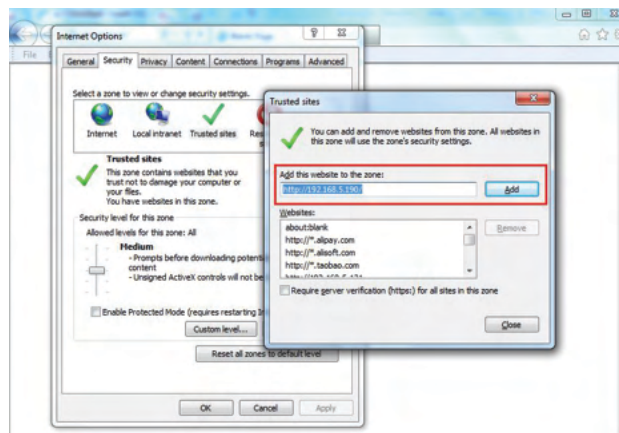 Internet Options
File
General Security Privacy Content Connections Programs Advanced
Select a zone to view or change security settings.
Internet Local intranet Trusted sites
Trusted sites
This zone contains websites that you
trust not to damage your computer or
your files.
You have websites in this zone.
Security level for this zone
Allowed levels for this zone: All
Medium
- Prompts before downloading potent
content
- Unsigned ActiveX controls will not be
Enable Protected Mode (requires restarting In
Custom level...
Reset all zones to default level
OK Cancel Apply
Trusted sites
You can add and remove websites from this zone. All websites in
this zone will use the zone's security settings.
Add this website to the zone:
http://192.168.5.190/ Add
Websites:
about:blank Remove
http://*.alipay.com
http://*.alisoft.com
http://*.taobao.com
Require server verification (https:) for all sites in this zone
Close